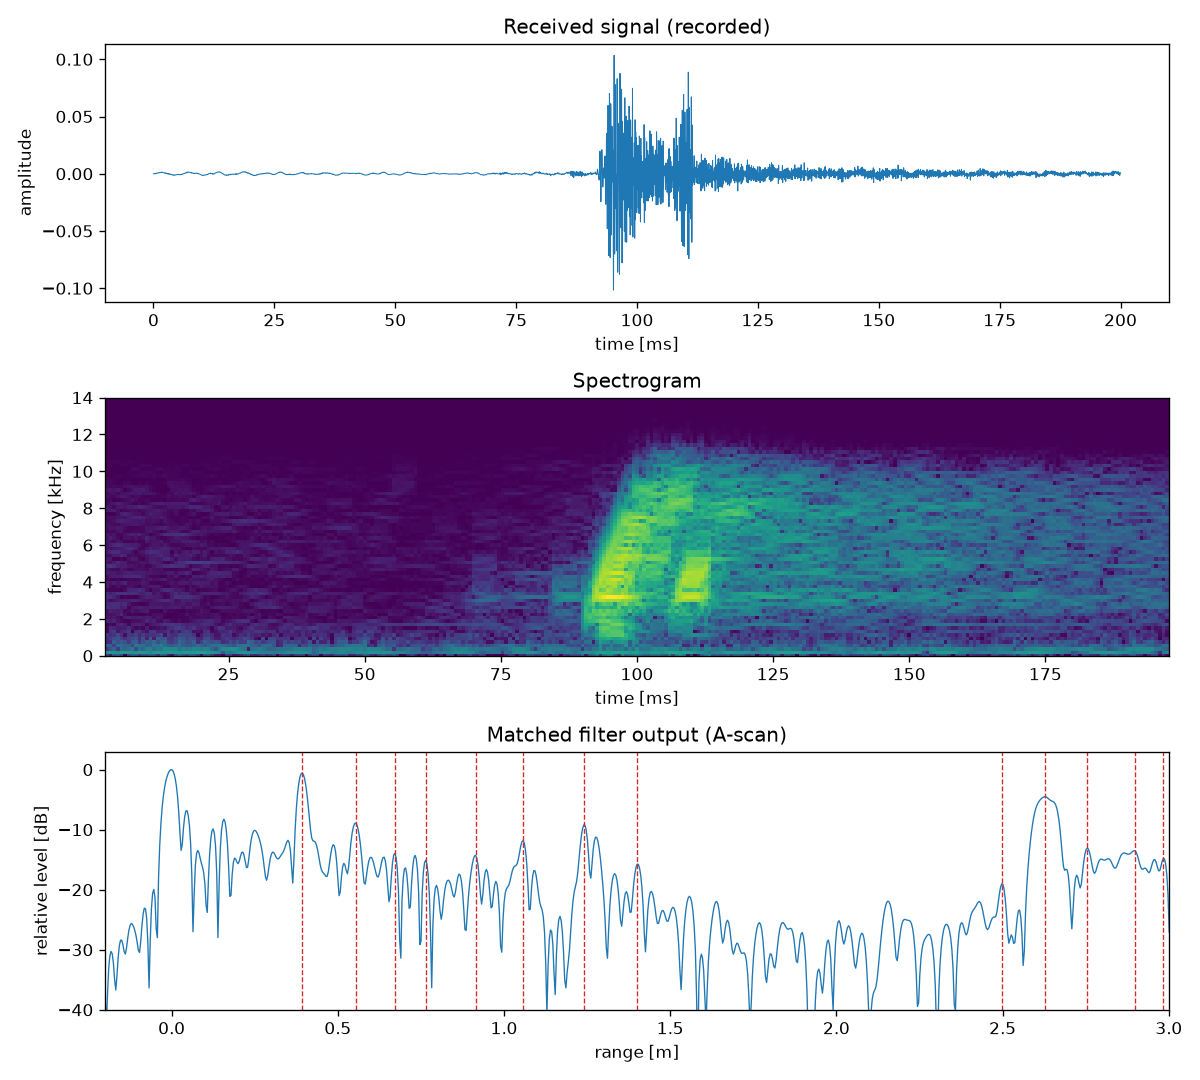 Received signal (recorded)
amplitude
0.10
0.05
0.00
−0.05
−0.10
0 25 50 75 100 125 150 175 200
time [ms]
Spectrogram
frequency [kHz]
14
12
10
8
6
4
2
0
25 50 75 100 125 150 175
time [ms]
Matched filter output (A-scan)
relative level [dB]
0
−10
−20
−30
−40
0.0 0.5 1.0 1.5 2.0 2.5 3.0
range [m]